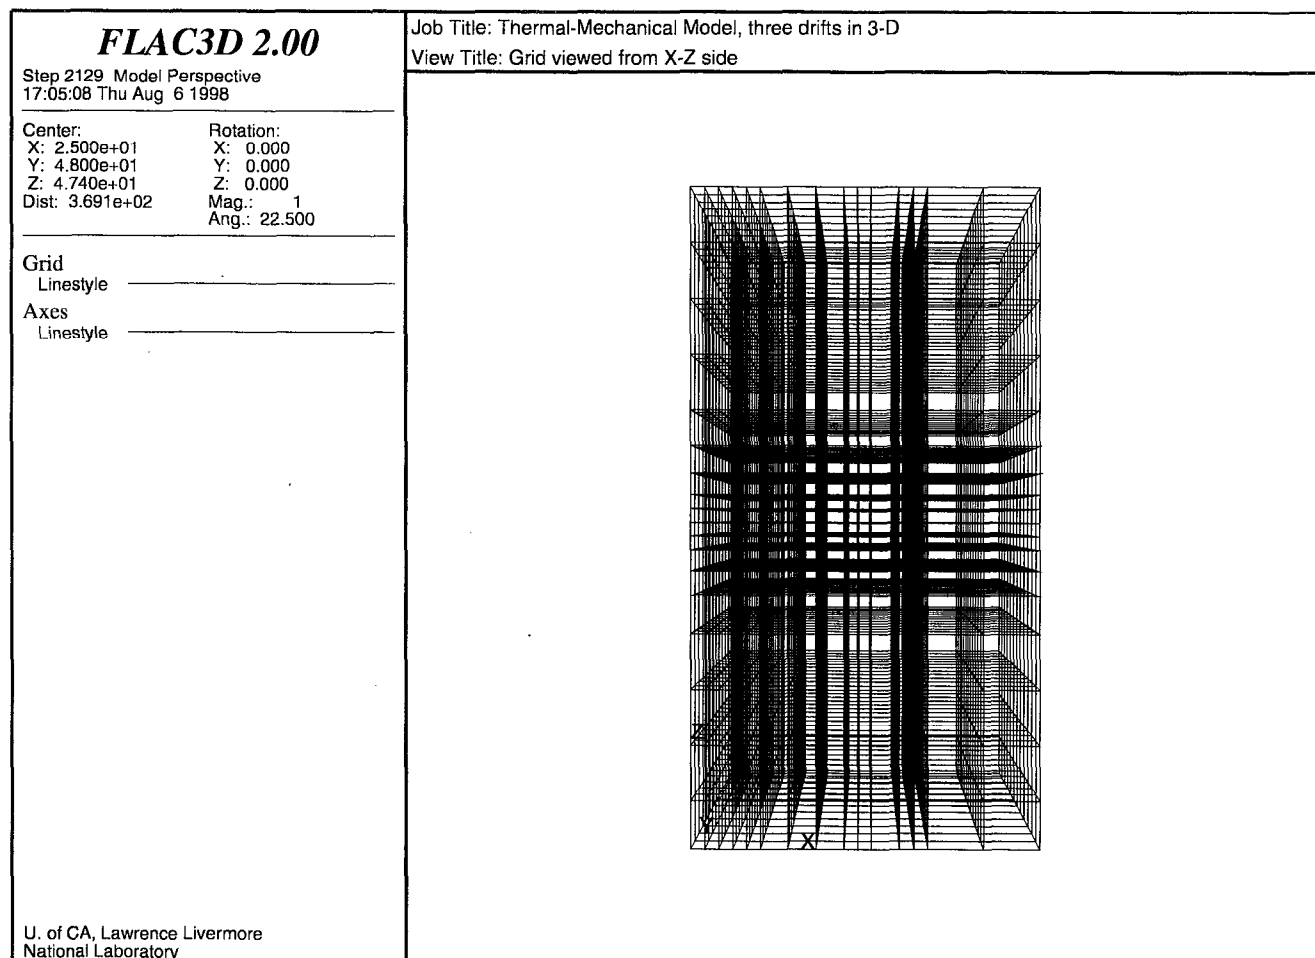 FLAC3D 2.00
Step 2129 Model Perspective
17:05:08 Thu Aug 6 1998
Center:
X: 2.500e+01
Y: 4.800e+01
Z: 4.740e+01
Dist: 3.691e+02
Rotation:
X: 0.000
Y: 0.000
Z: 0.000
Mag.: 1
Ang.: 22.500
Grid
Linestyle
Axes
Linestyle
U. of CA, Lawrence Livermore
National Laboratory
Job Title: Thermal-Mechanical Model, three drifts in 3-D
View Title: Grid viewed from X-Z side
Z
Y
X